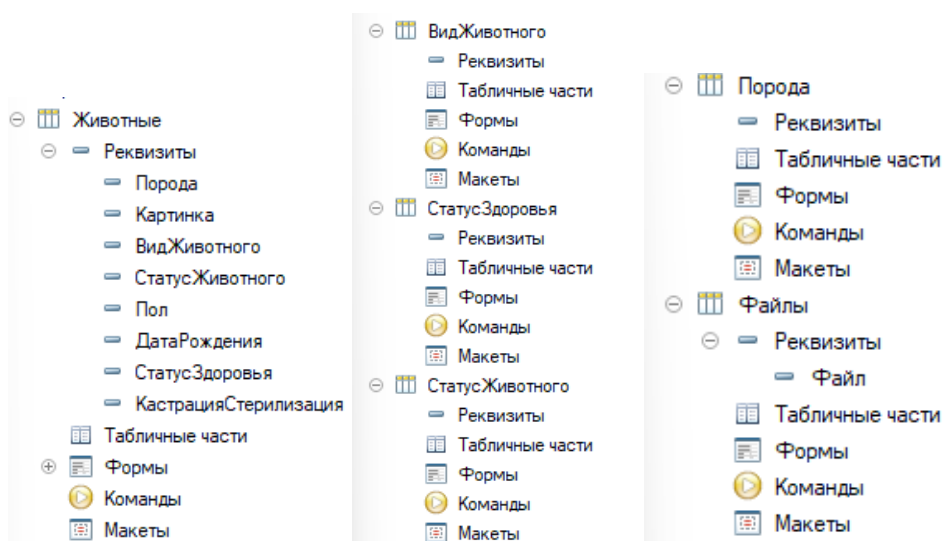 Животные
Реквизиты
Порода
Картинка
ВидЖивотного
СтатусЖивотного
Пол
ДатаРождения
СтатусЗдоровья
КастрацияСтерилизация
Табличные части
Формы
Команды
Макеты
ВидЖивотного
Реквизиты
Табличные части
Формы
Команды
Макеты
СтатусЗдоровья
Реквизиты
Табличные части
Формы
Команды
Макеты
СтатусЖивотного
Реквизиты
Табличные части
Формы
Команды
Макеты
Порода
Реквизиты
Табличные части
Формы
Команды
Макеты
Файлы
Реквизиты
Файл
Табличные части
Формы
Команды
Макеты